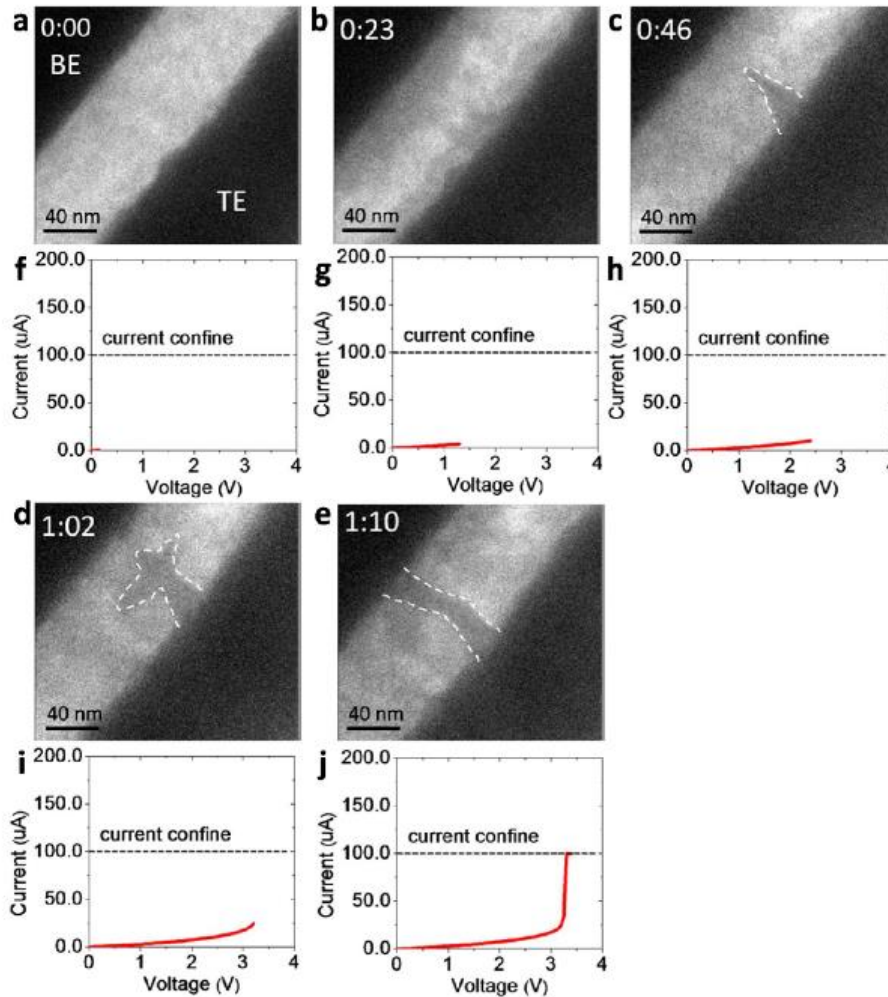 a
0:00
BE
TE
40 nm
b
0:23
40 nm
c
0:46
40 nm
f
200.0
150.0
100.0
50.0
0.0
current confine
Current (uA)
0 1 2 3 4
Voltage (V)
g
200.0
150.0
100.0
50.0
0.0
current confine
Current (uA)
0 1 2 3 4
Voltage (V)
h
200.0
150.0
100.0
50.0
0.0
current confine
Current (uA)
0 1 2 3 4
Voltage (V)
d
1:02
40 nm
e
1:10
40 nm
i
200.0
150.0
100.0
50.0
0.0
current confine
Current (uA)
0 1 2 3 4
Voltage (V)
j
200.0
150.0
100.0
50.0
0.0
current confine
Current (uA)
0 1 2 3 4
Voltage (V)